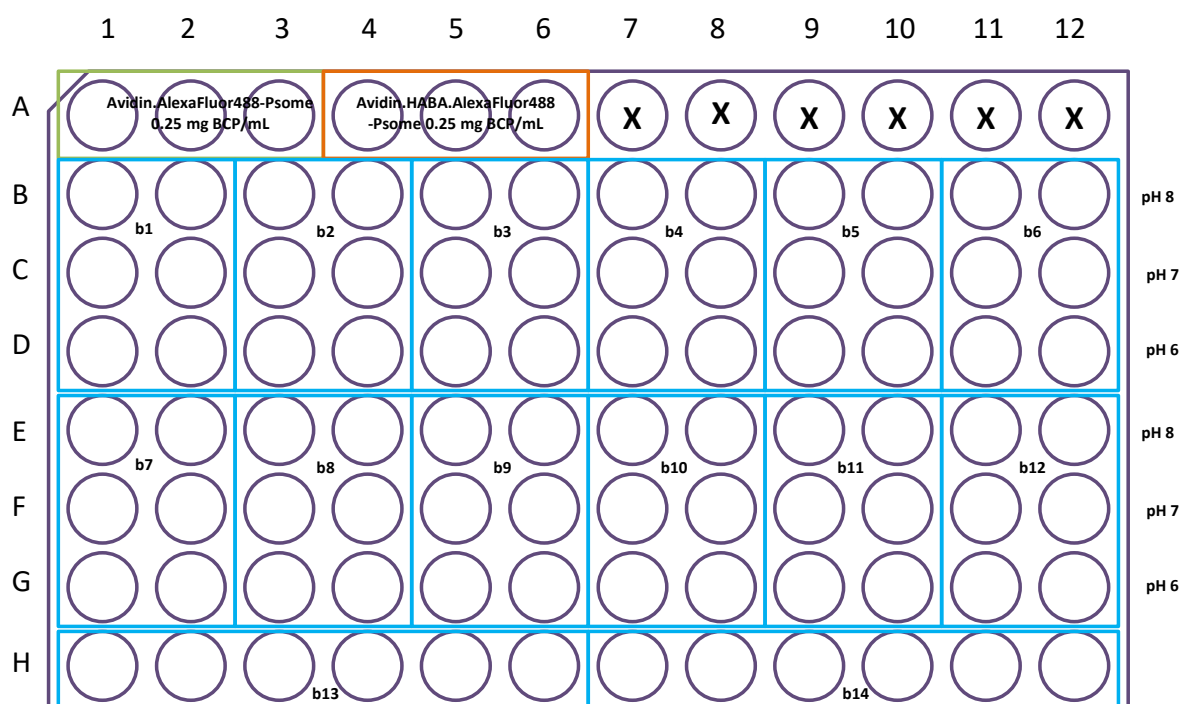 1 2 3 4 5 6 7 8 9 10 11 12
A
Avidin.AlexaFluor488-Psome
0.25 mg BCP/mL
Avidin.HABA.AlexaFluor488
-Psome 0.25 mg BCP/mL
X X X X X X
B pH 8
b1 b2 b3 b4 b5 b6
C pH 7
D pH 6
E pH 8
b7 b8 b9 b10 b11 b12
F pH 7
G pH 6
H
b13 b14